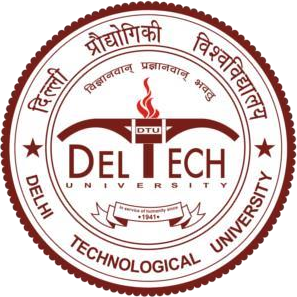 दिल्ली प्रौद्योगिकी विश्वविद्यालय
विज्ञानवान् प्रज्ञानवान् भवतु
DTU
DELTECH
UNIVERSITY
In service of humanity since
•1941•
DELHI TECHNOLOGICAL UNIVERSITY